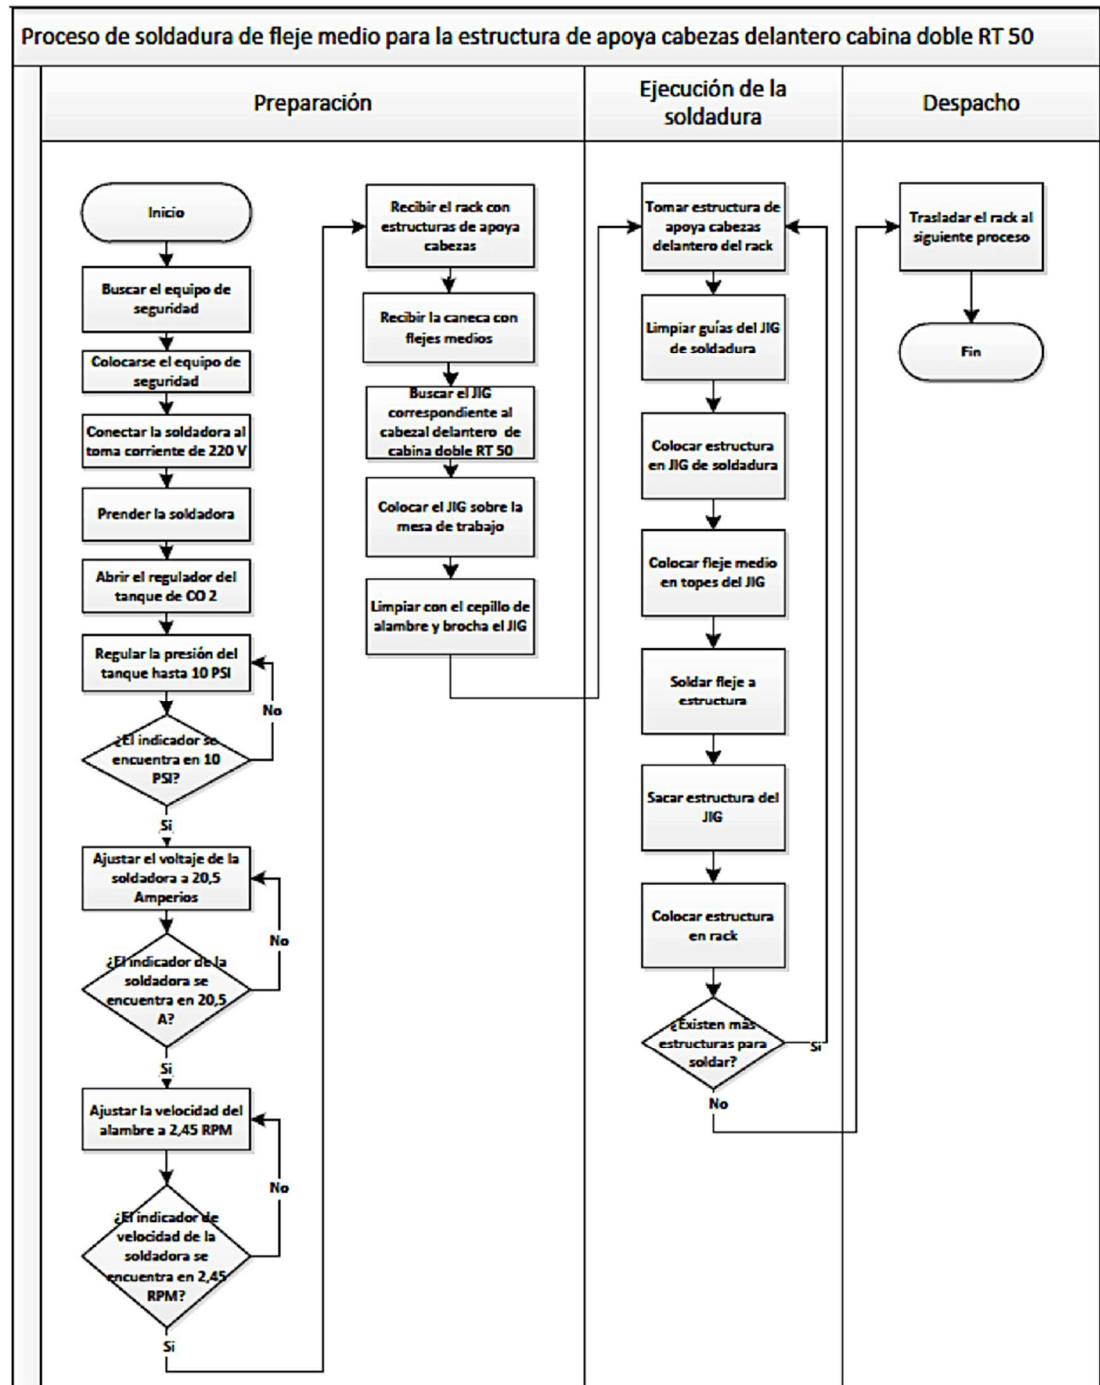 Proceso de soldadura de fleje medio para la estructura de apoya cabezas delantero cabina doble RT 50
Preparación
Ejecución de la
soldadura
Despacho
Inicio
Buscar el equipo de
seguridad
Colocarse el equipo de
seguridad
Conectar la soldadora al
toma corriente de 220 V
Prender la soldadora
Abrir el regulador del
tanque de CO 2
Regular la presión del
tanque hasta 10 PSI
No
¿El indicador se
encuentra en 10
PSI?
Si
Ajustar el voltaje de la
soldadora a 20,5
Amperios
No
¿El indicador de la
soldadora se
encuentra en 20,5
A?
Si
Ajustar la velocidad del
alambre a 2,45 RPM
No
¿El indicador de
velocidad de la
soldadora se
encuentra en 2,45
RPM?
Si
Recibir el rack con
estructuras de apoya
cabezas
Recibir la caneca con
flejes medios
Buscar el JIG
correspondiente al
cabezal delantero de
cabina doble RT 50
Colocar el JIG sobre la
mesa de trabajo
Limpiar con el cepillo de
alambre y brocha el JIG
Tomar estructura de
apoya cabezas
delantero del rack
Limpiar guías del JIG
de soldadura
Colocar estructura
en JIG de soldadura
Colocar fleje medio
en topes del JIG
Soldar fleje a
estructura
Sacar estructura del
JIG
Colocar estructura
en rack
¿Existen más
estructuras para
soldar?
Si
No
Trasladar el rack al
siguiente proceso
Fin